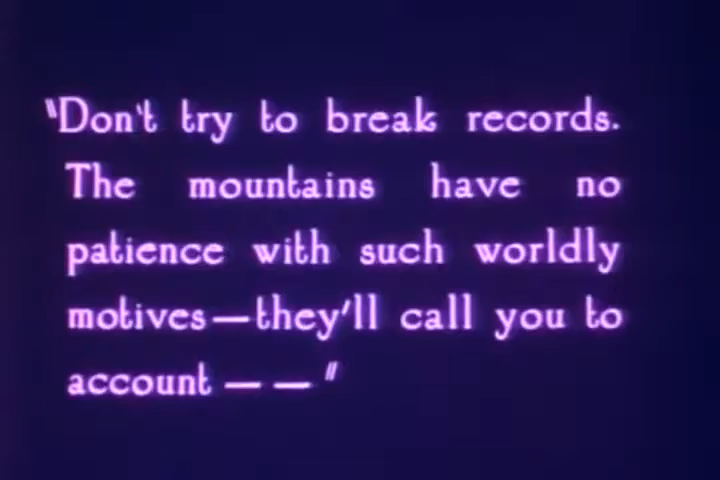 "Don't try to break records.
The mountains have no
patience with such worldly
motives—they'll call you to
account — — "